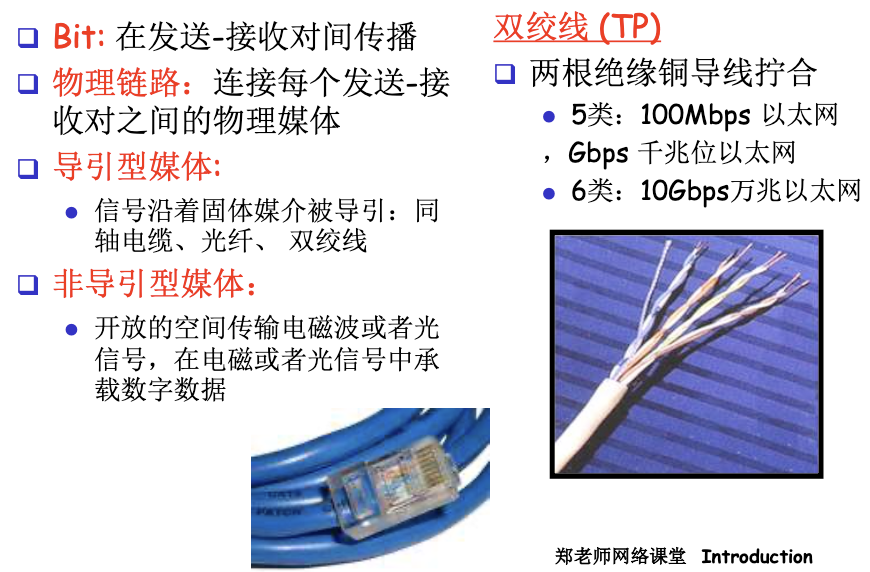 Bit: 在发送-接收对间传播
物理链路：连接每个发送-接
收对之间的物理媒体
导引型媒体:
信号沿着固体媒介被导引：同
轴电缆、光纤、 双绞线
非导引型媒体：
开放的空间传输电磁波或者光
信号，在电磁或者光信号中承
载数字数据
双绞线 (TP)
两根绝缘铜导线拧合
5类：100Mbps 以太网
，Gbps 千兆位以太网
6类：10Gbps万兆以太网
郑老师网络课堂 Introduction